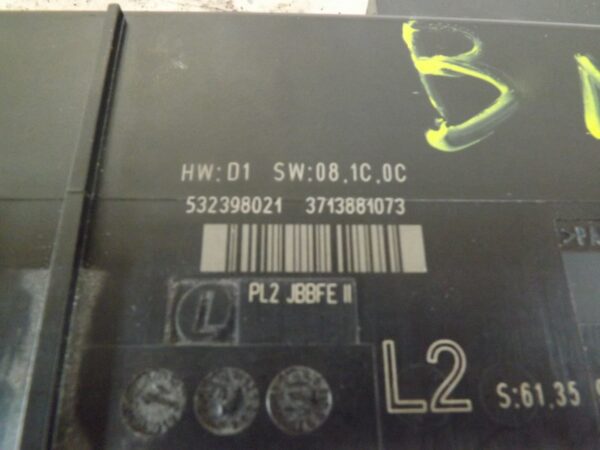 B
HW: D1 SW:08.1C.0C
532398021 3713881073
PL2 JBBFE II
L
L2 S:61.35